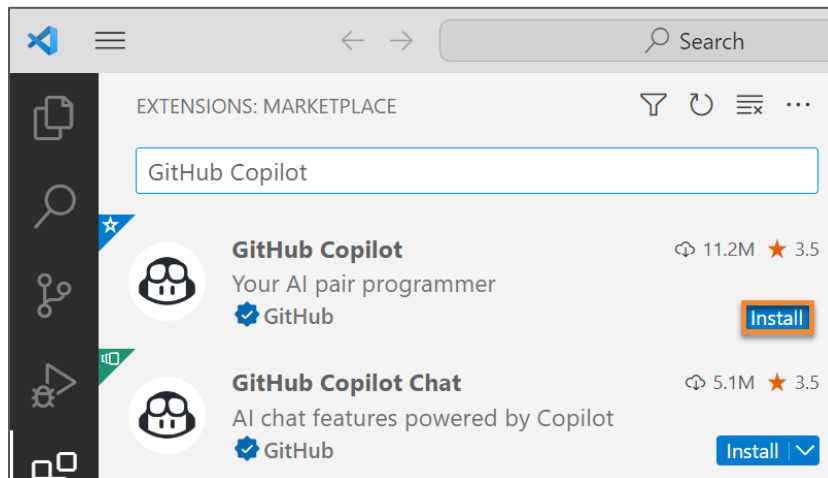 Search
EXTENSIONS: MARKETPLACE
GitHub Copilot
GitHub Copilot 11.2M 3.5
Your AI pair programmer
GitHub Install
GitHub Copilot Chat 5.1M 3.5
AI chat features powered by Copilot
GitHub Install